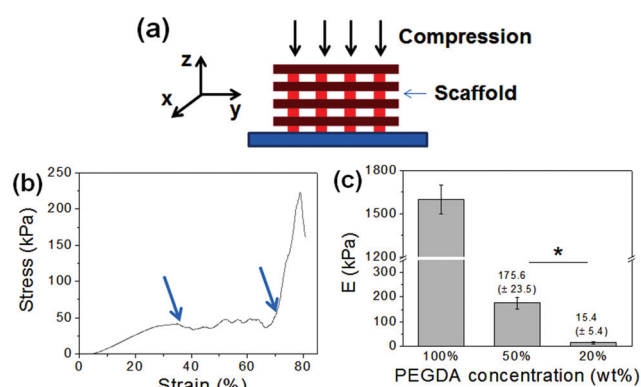 (a)
Compression
z
Scaffold
x
y
(b)
250
200
150
100
50
0
Stress (kPa)
0 20 40 60 80
Strain (%)
(c)
1800
1500
1200
300
200
100
0
E (kPa)
175.6
(± 23.5)
*
15.4
(± 5.4)
100% 50% 20%
PEGDA concentration (wt%)